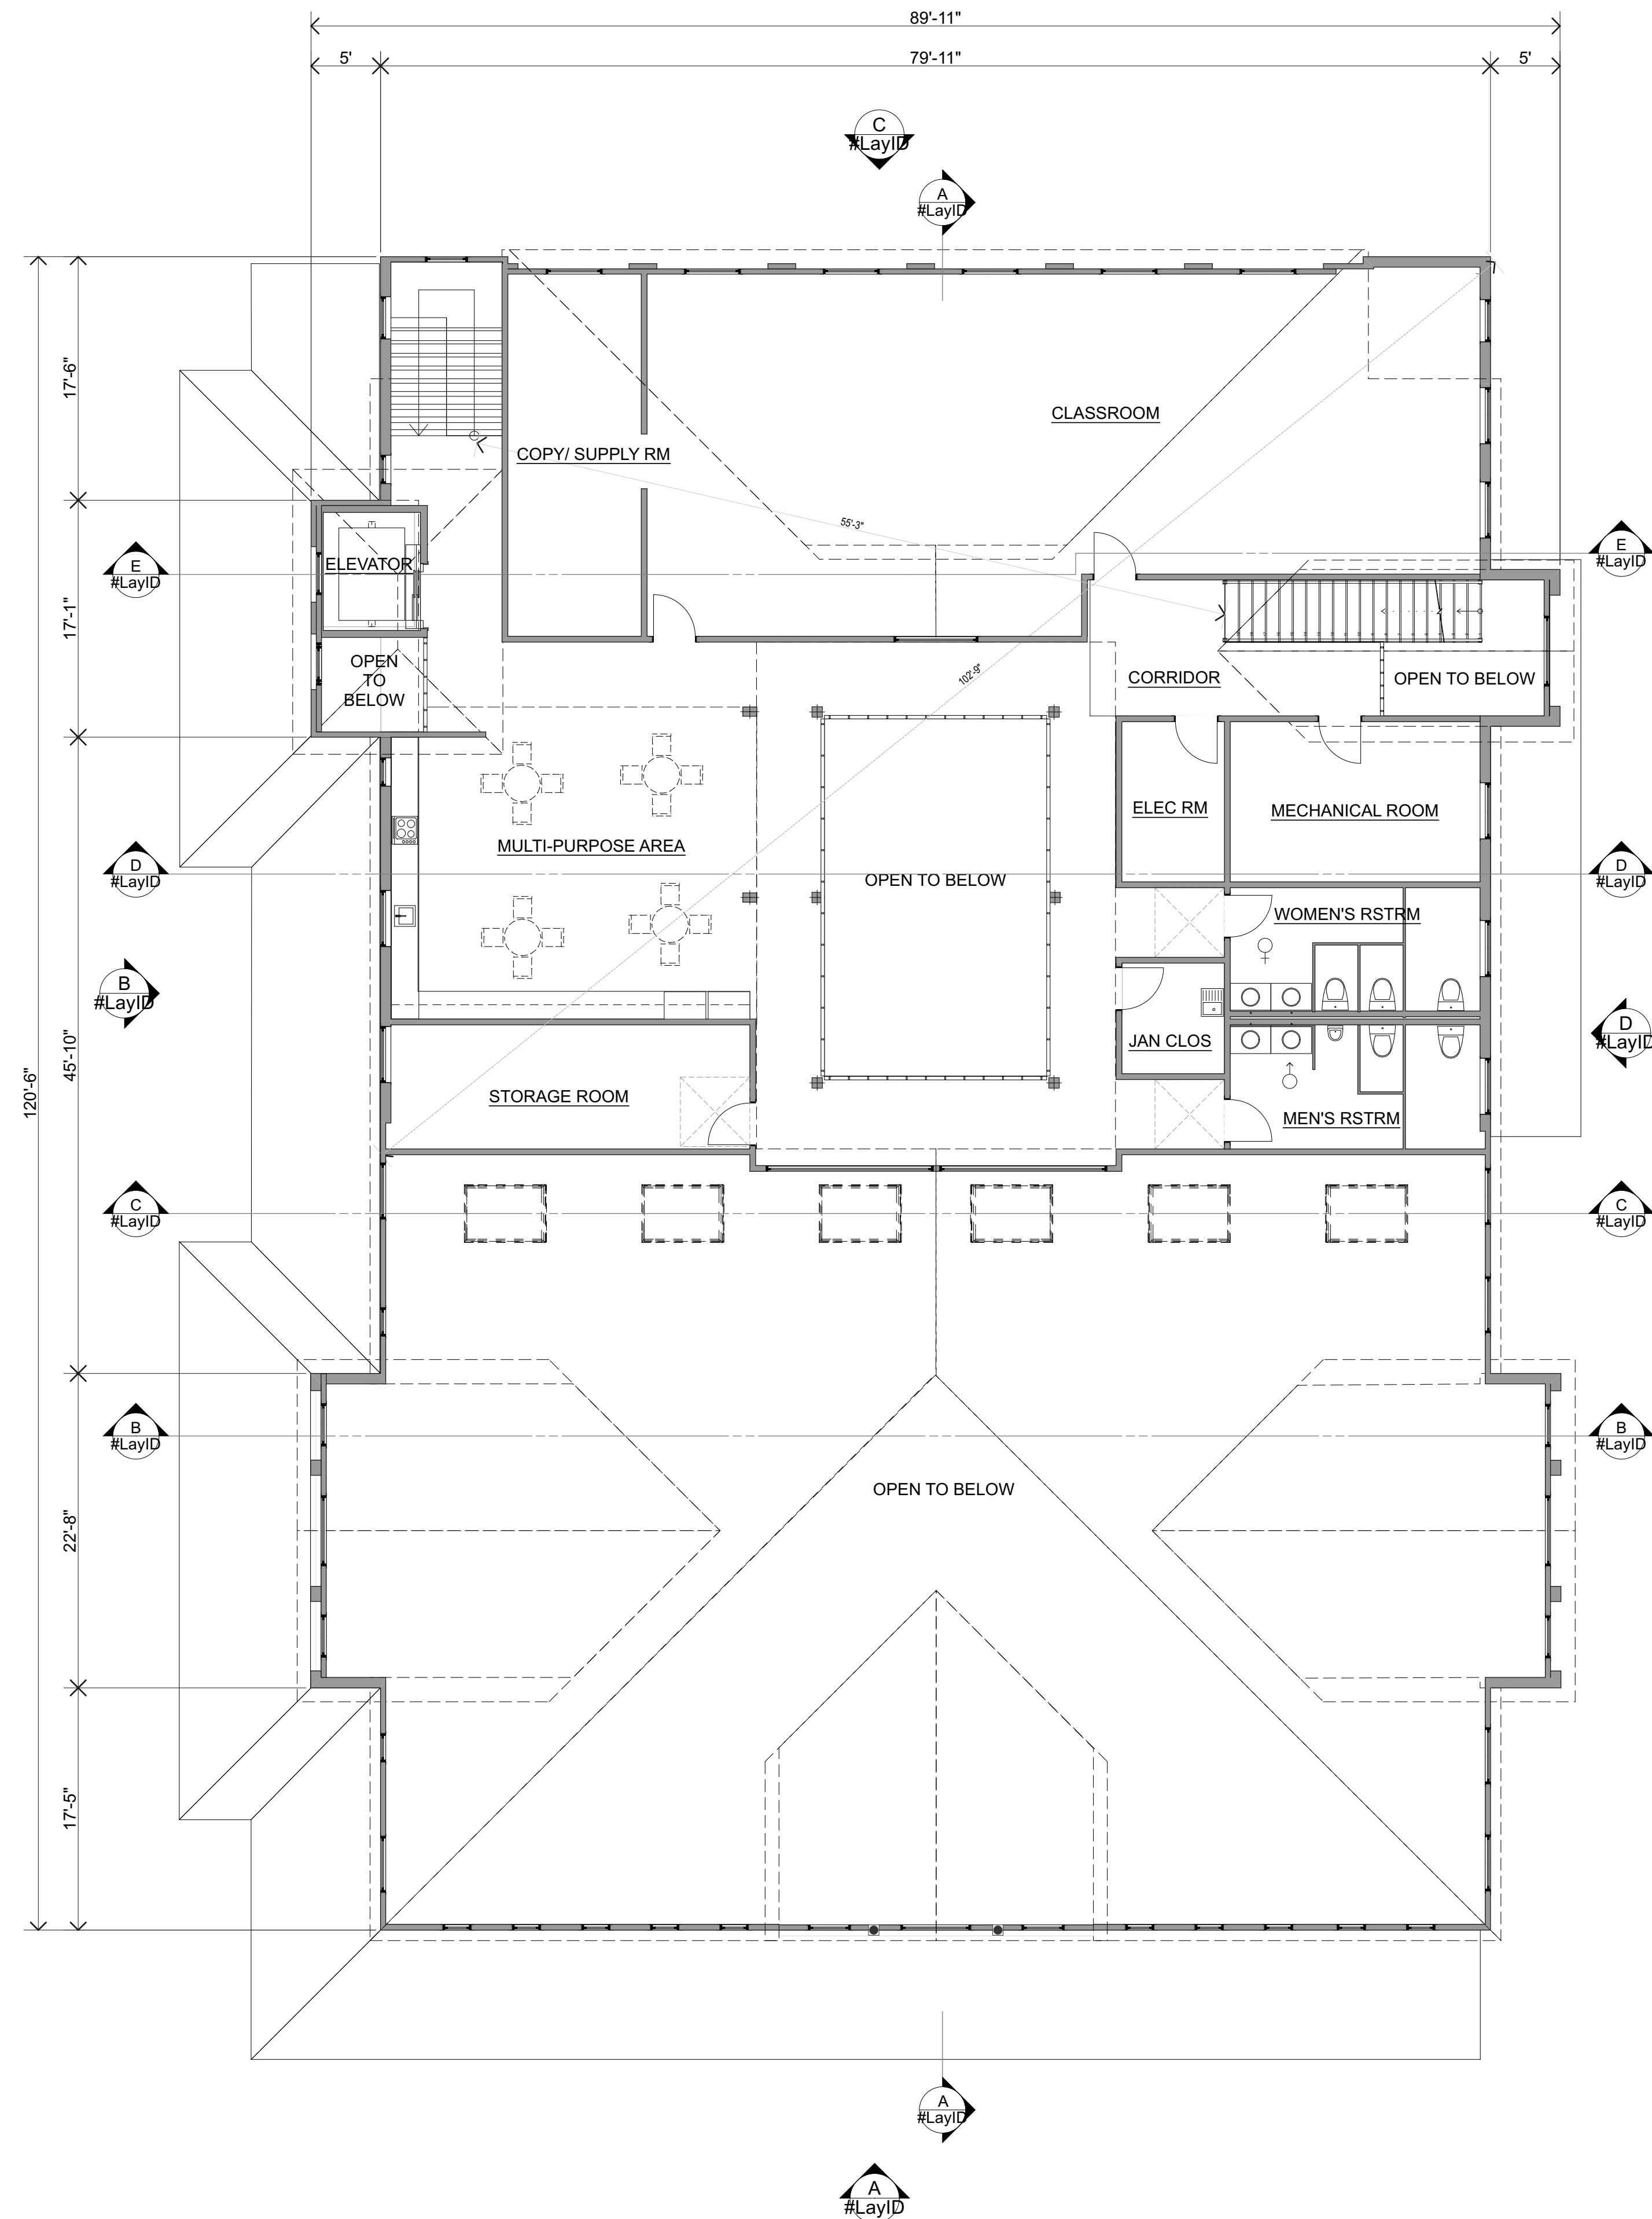 89'-11"
5'
79'-11"
5'
C
#LayID
A
#LayID
17'-6"
CLASSROOM
COPY/ SUPPLY RM
55'-3"
E
#LayID
ELEVATOR
E
#LayID
17'-1"
OPEN
TO
BELOW
102'-9"
CORRIDOR
OPEN TO BELOW
ELEC RM
MECHANICAL ROOM
MULTI-PURPOSE AREA
D
#LayID
OPEN TO BELOW
D
#LayID
WOMEN'S RSTRM
B
#LayID
D
#LayID
45'-10"
120'-6"
JAN CLOS
STORAGE ROOM
MEN'S RSTRM
C
#LayID
C
#LayID
B
#LayID
B
#LayID
OPEN TO BELOW
22'-8"
17'-5"
A
#LayID
A
#LayID